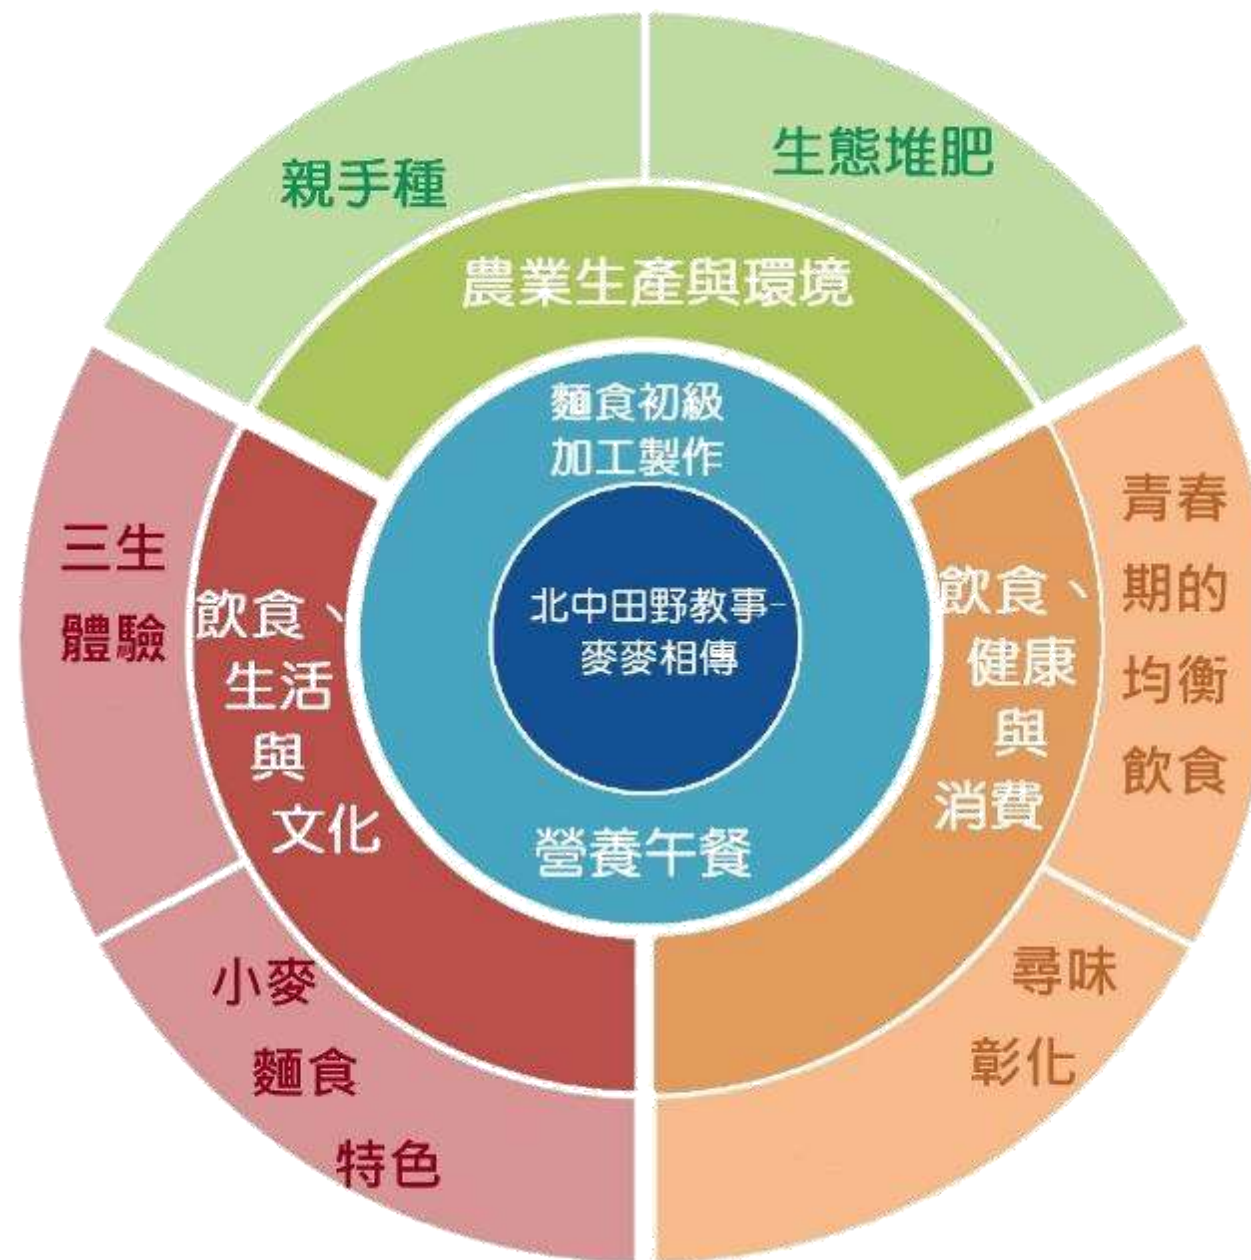 親手種
生態堆肥
農業生產與環境
麵食初級
加工製作
北中田野教事-
麥麥相傳
營養午餐
三生
體驗
飲食、
生活
與
文化
小麥
麵食
特色
飲食、
健康
與
消費
青春
期的
均衡
飲食
尋味
彰化